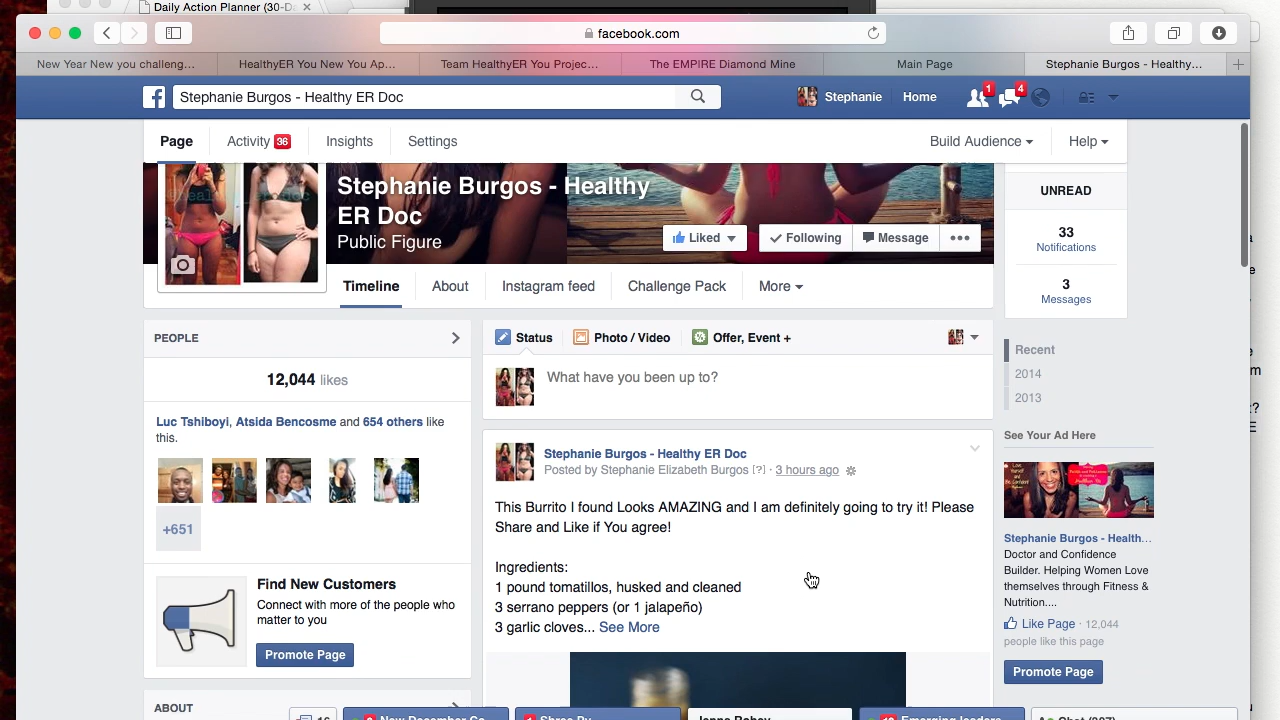 Daily Action Planner (30-Da
facebook.com
New Year New you challeng...
HealthyER You New You Ap...
Team HealthyER You Projec...
The EMPIRE Diamond Mine
Main Page
Stephanie Burgos - Healthy...
Stephanie Burgos - Healthy ER Doc
Stephanie
Home
1
4
Page
Activity 36
Insights
Settings
Build Audience
Help
Stephanie Burgos - Healthy
ER Doc
Public Figure
Liked
Following
Message
Timeline
About
Instagram feed
Challenge Pack
More
UNREAD
33
Notifications
3
Messages
Recent
2014
2013
PEOPLE
12,044 likes
Luc Tshiboyi, Atsida Bencosme and 654 others like
this.
+651
Find New Customers
Connect with more of the people who
matter to you
Promote Page
ABOUT
Status
Photo / Video
Offer, Event +
What have you been up to?
Stephanie Burgos - Healthy ER Doc
Posted by Stephanie Elizabeth Burgos [?] · 3 hours ago
This Burrito I found Looks AMAZING and I am definitely going to try it! Please
Share and Like if You agree!
Ingredients:
1 pound tomatillos, husked and cleaned
3 serrano peppers (or 1 jalapeño)
3 garlic cloves... See More
See Your Ad Here
Stephanie Burgos - Health...
Doctor and Confidence
Builder. Helping Women Love
themselves through Fitness &
Nutrition....
Like Page · 12,044
people like this page
Promote Page